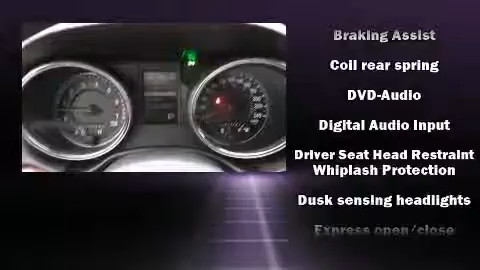 Braking Assist
Coil rear spring
DVD-Audio
Digital Audio Input
Driver Seat Head Restraint
Whiplash Protection
Dusk sensing headlights
Express open/close